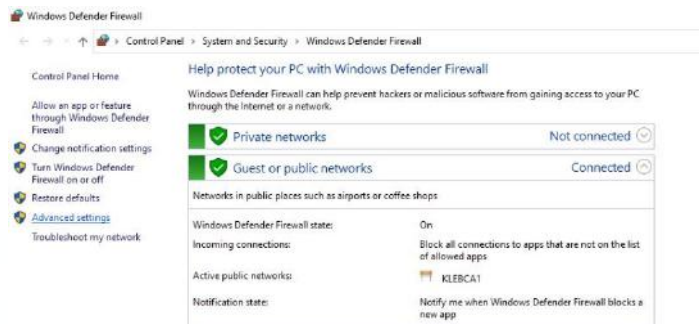 Windows Defender Firewall
Control Panel > System and Security > Windows Defender Firewall
Control Panel Home
Allow an app or feature
through Windows Defender
Firewall
Change notification settings
Turn Windows Defender
Firewall on or off
Restore defaults
Advanced settings
Troubleshoot my network
Help protect your PC with Windows Defender Firewall
Windows Defender Firewall can help prevent hackers or malicious software from gaining access to your PC
through the Internet or a network.
Private networks Not connected
Guest or public networks Connected
Networks in public places such as airports or coffee shops
Windows Defender Firewall state: On
Incoming connections: Block all connections to apps that are not on the list
of allowed apps
Active public networks: KLEBCA1
Notification state: Notify me when Windows Defender Firewall blocks a
new app